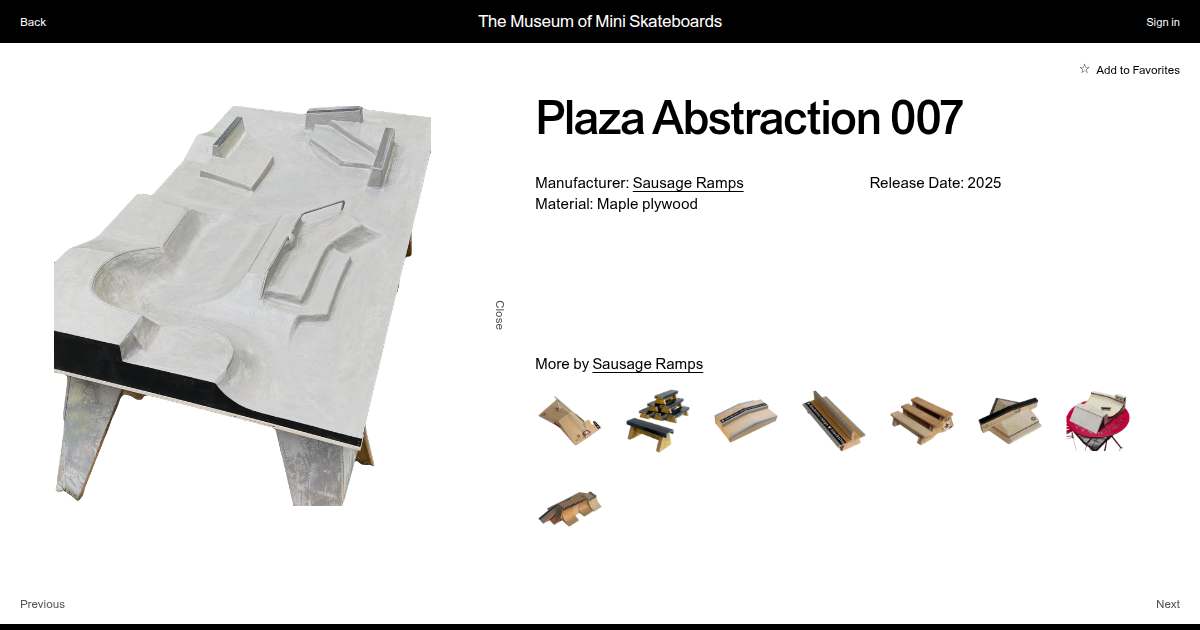 Back
The Museum of Mini Skateboards
Sign in
☆ Add to Favorites
Plaza Abstraction 007
Manufacturer: Sausage Ramps
Release Date: 2025
Material: Maple plywood
Close
More by Sausage Ramps
Previous
Next